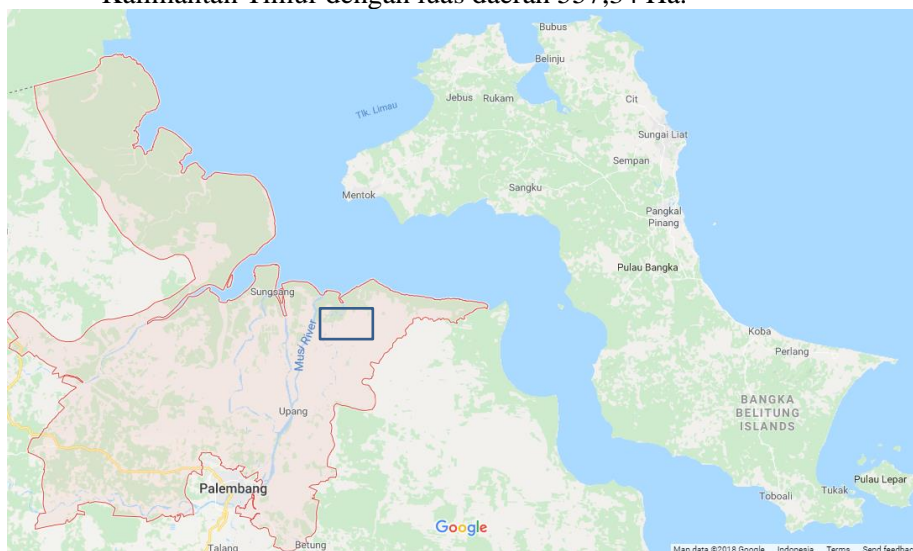 Kalimantan Timur dengan luas daerah 557,54 Ha.
Bubus
Belinju
Tlk. Limau
Jebus Rukam
Cit
Sungai Liat
Sempan
Mentok
Sangku
Pangkal
Pinang
Pulau Bangka
Sungsang
Musi River
Koba
Perlang
Upang
BANGKA
BELITUNG
ISLANDS
Palembang
Pulau Lepar
Tukak
Toboali
Google
Talang
Betung
Map data ©2018 Google Indonesia Terms Send feedback